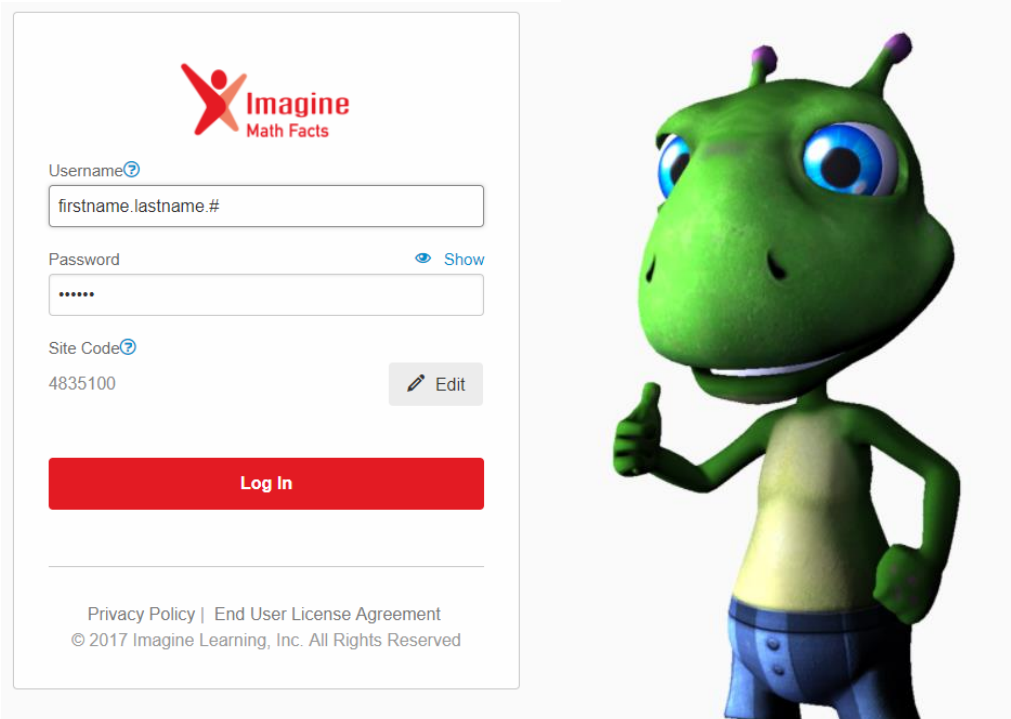 Imagine
Math Facts
Username
firstname.lastname.#
Password Show
••••••
Site Code
4835100 Edit
Log In
Privacy Policy | End User License Agreement
© 2017 Imagine Learning, Inc. All Rights Reserved